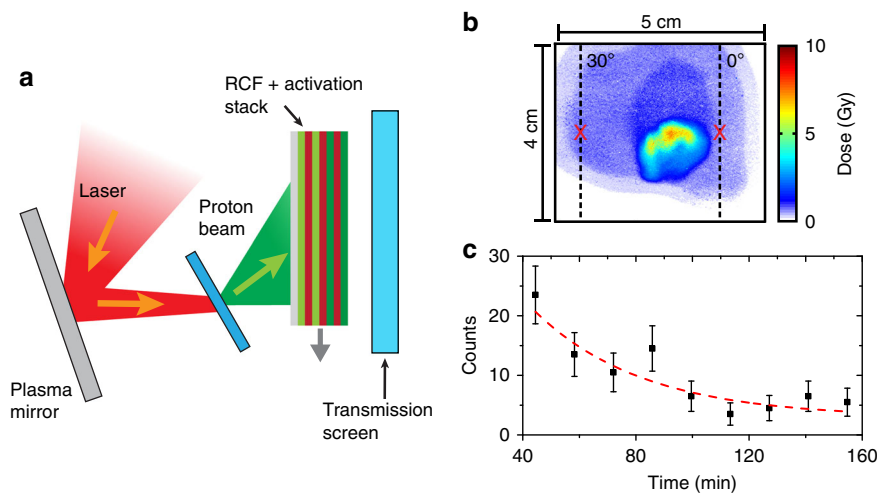 a
RCF + activation
stack
Laser
Proton
beam
Plasma
mirror
Transmission
screen
b
5 cm
4 cm
30°
0°
X
X
10
5
0
Dose (Gy)
c
30
20
10
0
Counts
40
80
120
160
Time (min)